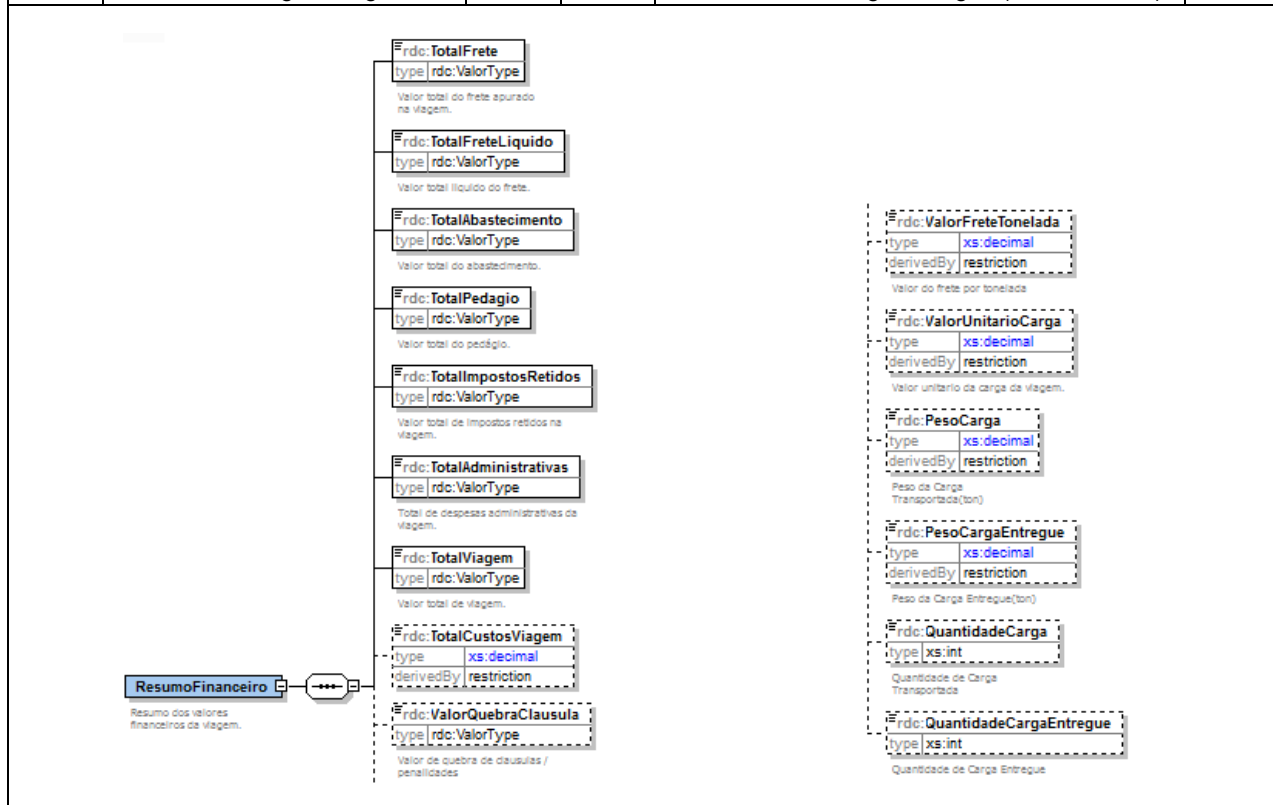 rdc:TotalFrete
type rdc:ValorType
Valor total do frete apurado
na viagem.
rdc:TotalFreteLiquido
type rdc:ValorType
Valor total liquido do frete.
rdc:TotalAbastecimento
type rdc:ValorType
Valor total do abastecimento.
rdc:TotalPedagio
type rdc:ValorType
Valor total do pedágio.
rdc:TotalImpostosRetidos
type rdc:ValorType
Valor total de impostos retidos na
viagem.
rdc:TotalAdministrativas
type rdc:ValorType
Total de despesas administrativas da
viagem.
rdc:TotalViagem
type rdc:ValorType
Valor total de viagem.
rdc:TotalCustosViagem
type xs:decimal
derivedBy restriction
ResumoFinanceiro
Resumo dos valores
financeiros da viagem.
rdc:ValorQuebraClausula
type rdc:ValorType
Valor de quebra de clausulas /
penalidades
rdc:ValorFreteTonelada
type xs:decimal
derivedBy restriction
Valor do frete por tonelada
rdc:ValorUnitarioCarga
type xs:decimal
derivedBy restriction
Valor unitario da carga da viagem.
rdc:PesoCarga
type xs:decimal
derivedBy restriction
Peso da Carga
Transportada(ton)
rdc:PesoCargaEntregue
type xs:decimal
derivedBy restriction
Peso da Carga Entregue(ton)
rdc:QuantidadeCarga
type xs:int
Quantidade de Carga
Transportada
rdc:QuantidadeCargaEntregue
type xs:int
Quantidade de Carga Entregue